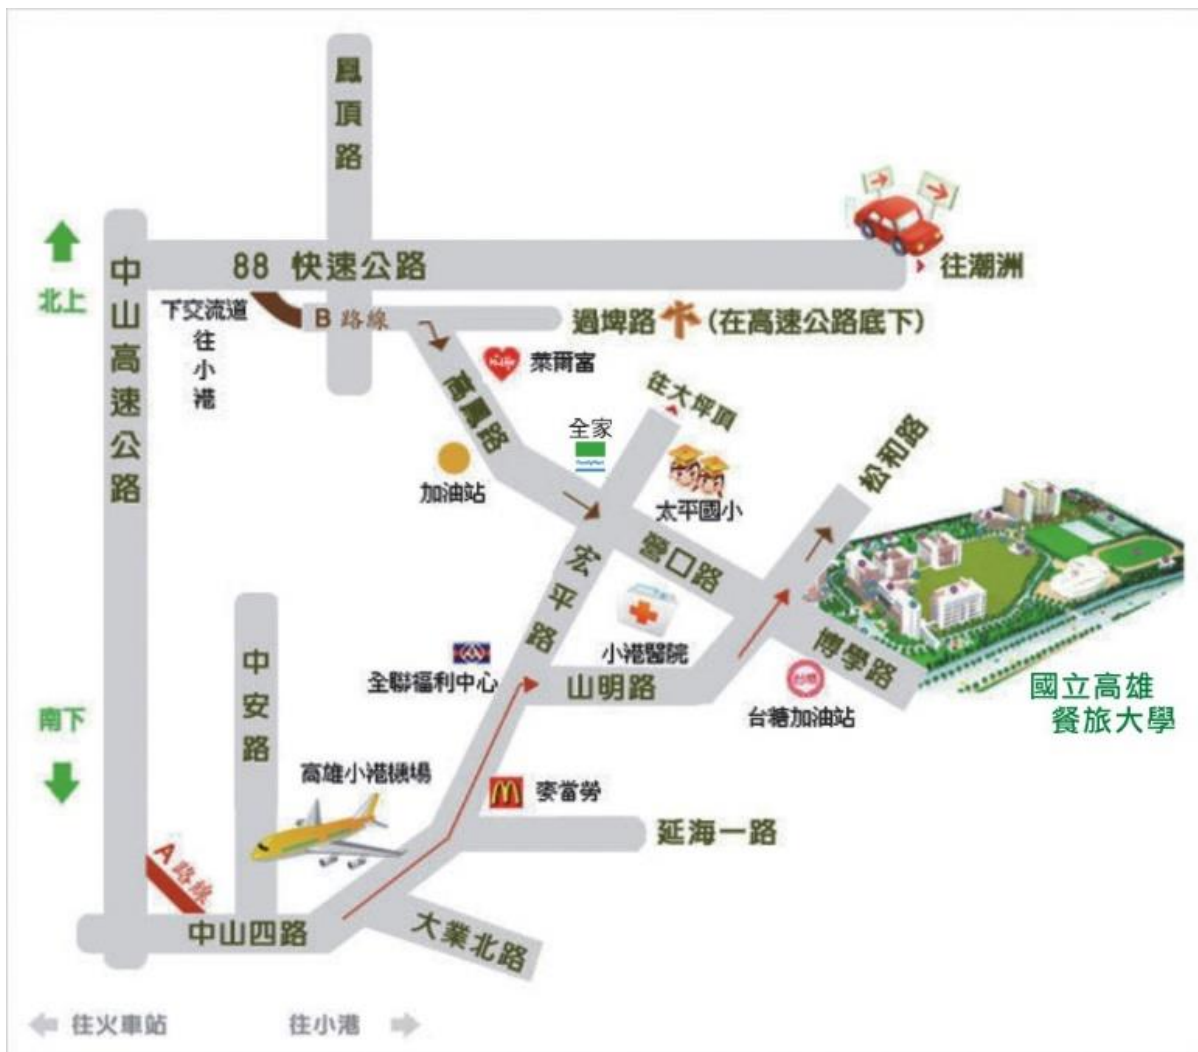 鳳頂路
中山高速公路
北上
88 快速公路
往潮洲
下交流道
往小港
B 路線
過埤路 (在高速公路底下)
萊爾富
高鳳路
往大坪頂
全家
FamilyMart
加油站
太平國小
松和路
宏平路
營口路
小港醫院
博學路
中安路
全聯福利中心
山明路
台糖
台糖加油站
國立高雄
餐旅大學
南下
高雄小港機場
麥當勞
延海一路
A 路線
中山四路
大業北路
往火車站
往小港